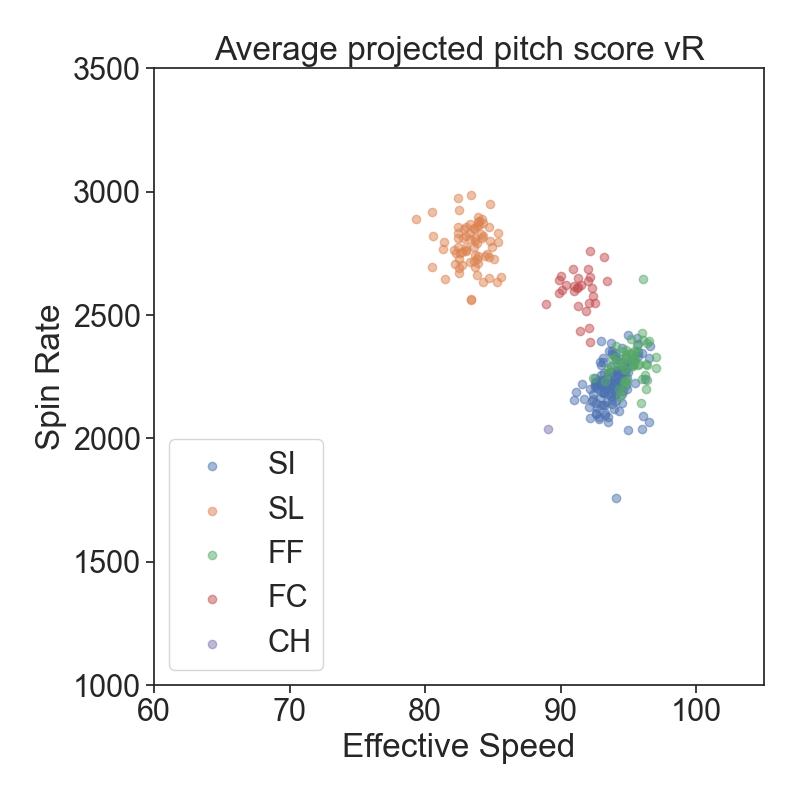 Average projected pitch score vR
3500
3000
2500
2000
1500
1000
Spin Rate
SI
SL
FF
FC
CH
60 70 80 90 100
Effective Speed